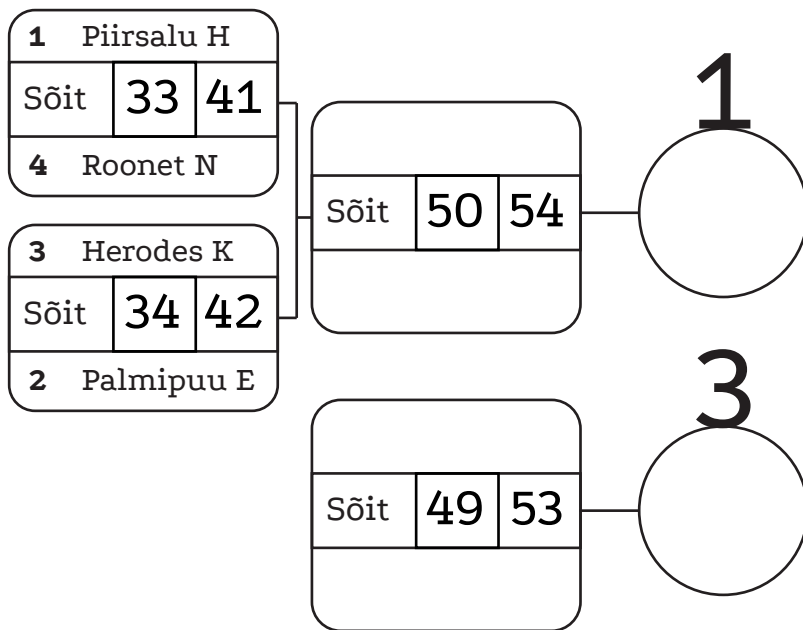 1 Piirsalu H
Sõit 33 41
4 Roonet N
3 Herodes K
Sõit 34 42
2 Palmipuu E
Sõit 50 54
1
Sõit 49 53
3